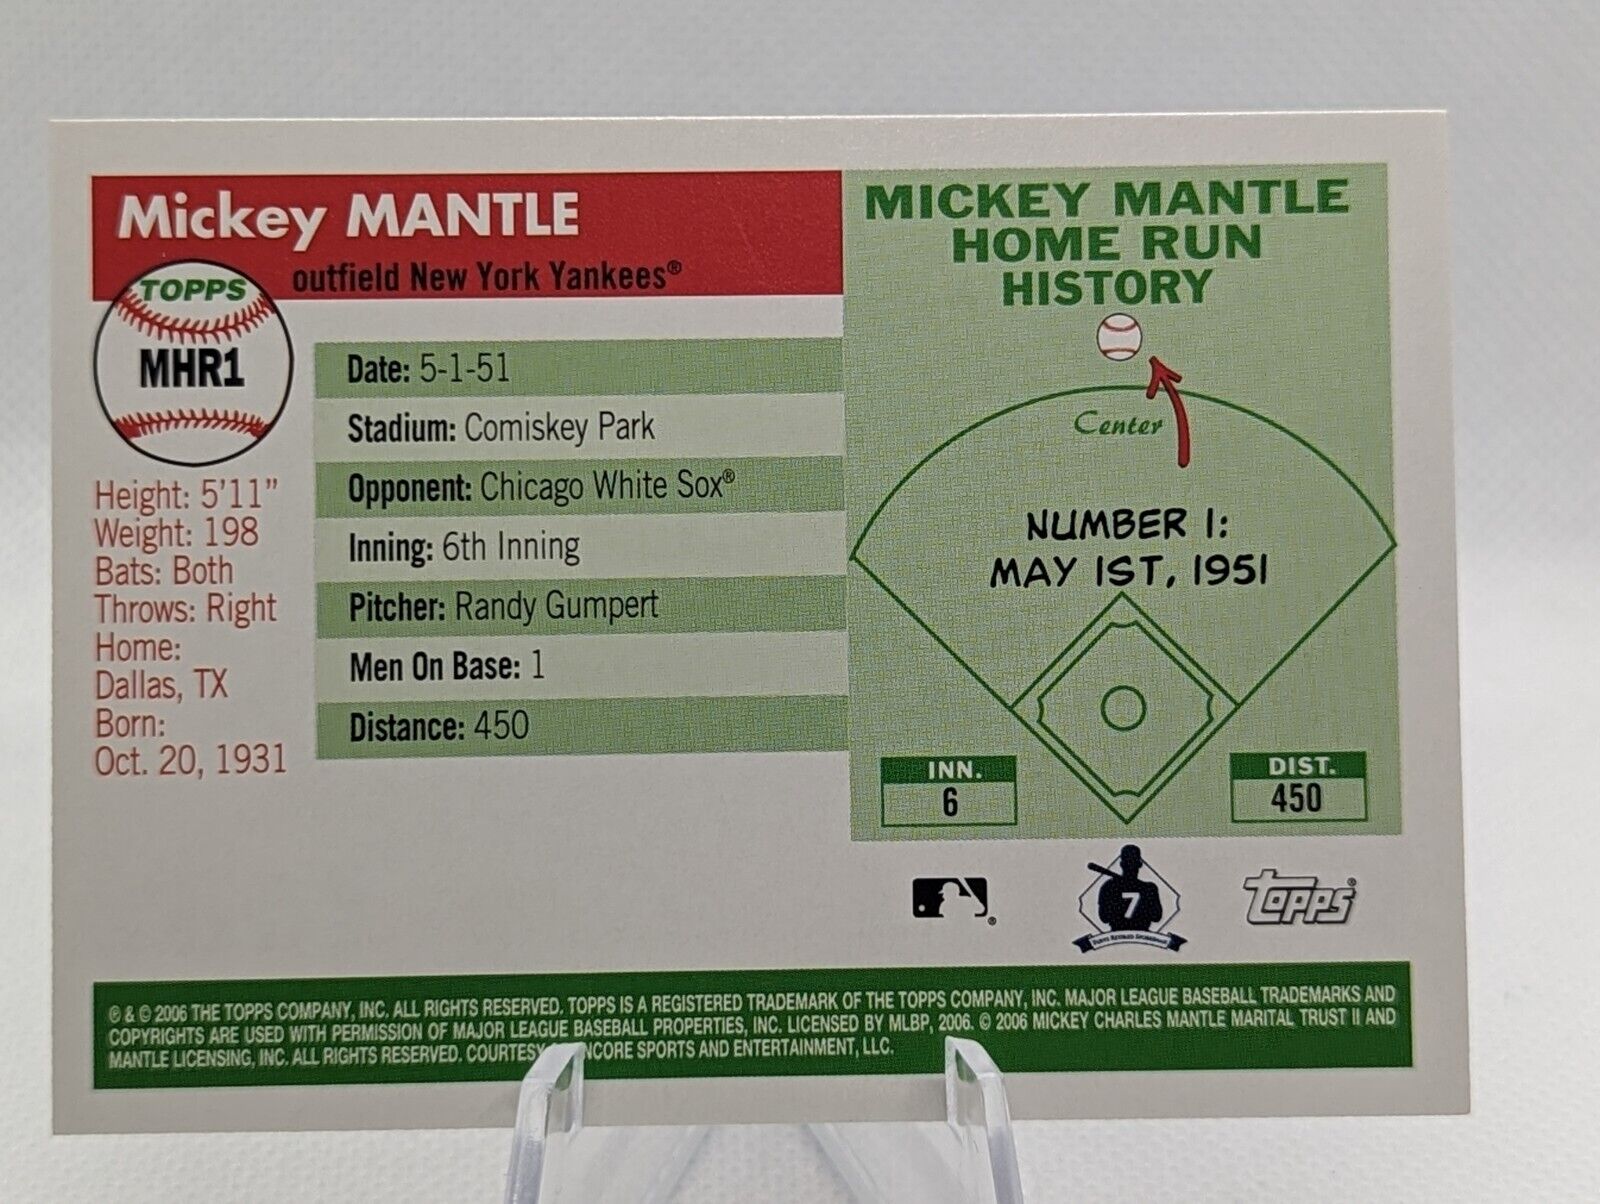 Mickey MANTLE
outfield New York Yankees®
TOPPS
MHR1
Height: 5'11"
Weight: 198
Bats: Both
Throws: Right
Home:
Dallas, TX
Born:
Oct. 20, 1931
Date: 5-1-51
Stadium: Comiskey Park
Opponent: Chicago White Sox®
Inning: 6th Inning
Pitcher: Randy Gumpert
Men On Base: 1
Distance: 450
MICKEY MANTLE
HOME RUN
HISTORY
Center
NUMBER 1:
MAY 1ST, 1951
INN.
6
DIST.
450
7
Topps®
® & © 2006 THE TOPPS COMPANY, INC. ALL RIGHTS RESERVED. TOPPS IS A REGISTERED TRADEMARK OF THE TOPPS COMPANY, INC. MAJOR LEAGUE BASEBALL TRADEMARKS AND
COPYRIGHTS ARE USED WITH PERMISSION OF MAJOR LEAGUE BASEBALL PROPERTIES, INC. LICENSED BY MLBP, 2006. © 2006 MICKEY CHARLES MANTLE MARITAL TRUST II AND
MANTLE LICENSING, INC. ALL RIGHTS RESERVED. COURTESY NCORE SPORTS AND ENTERTAINMENT, LLC.